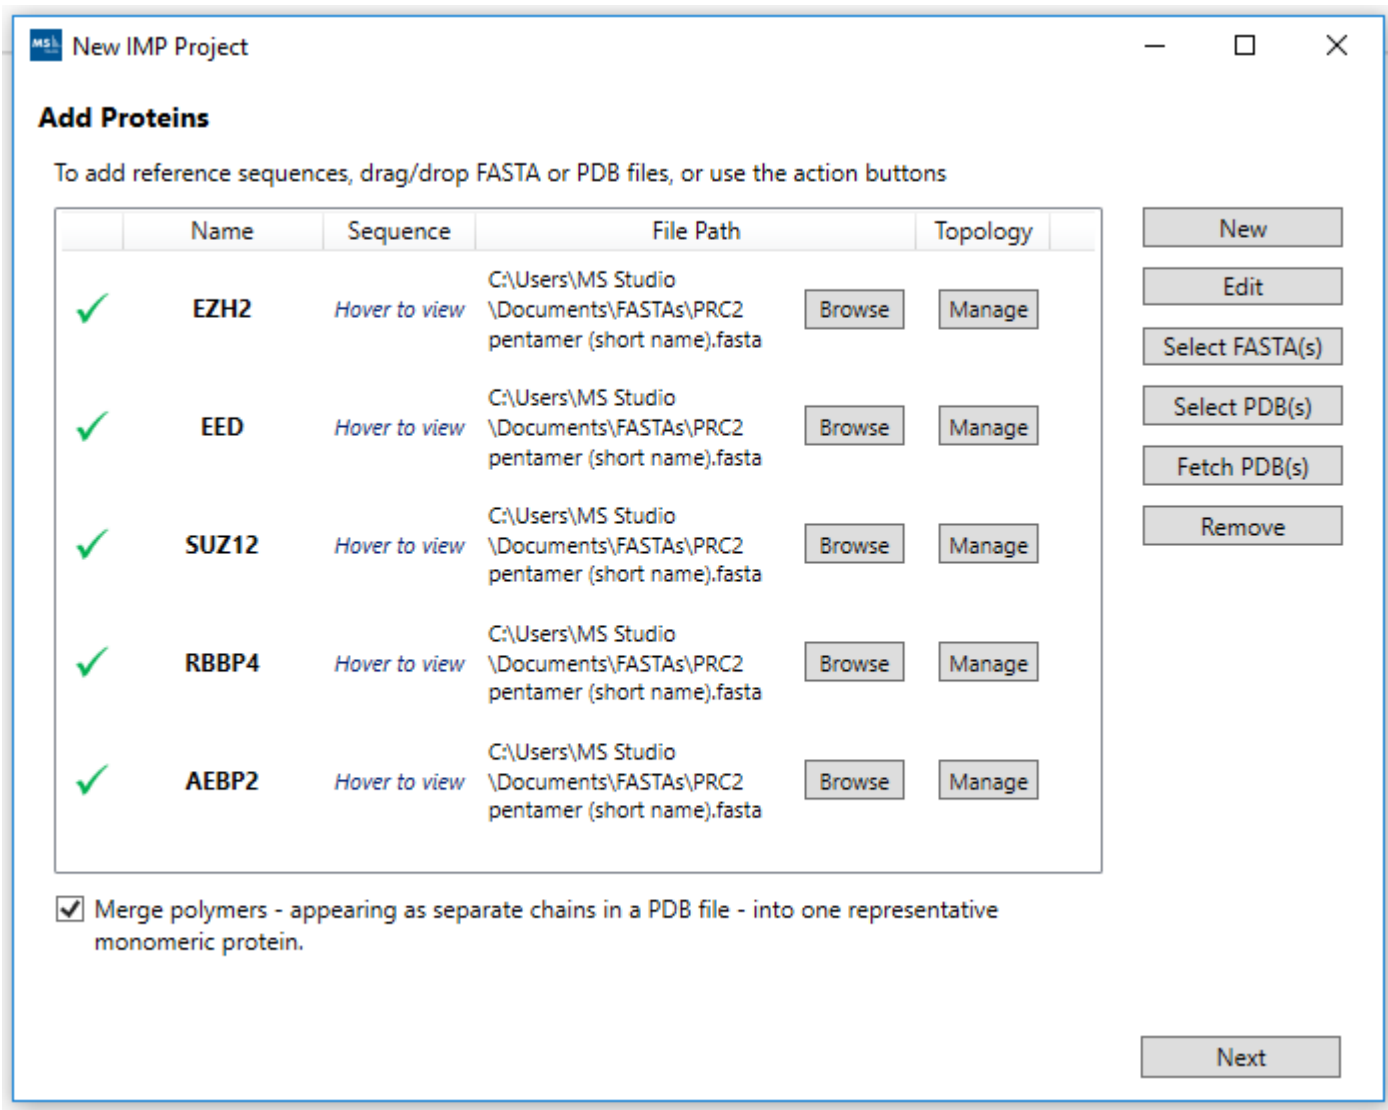 MS
New IMP Project
Add Proteins
To add reference sequences, drag/drop FASTA or PDB files, or use the action buttons
Name Sequence File Path Topology
New
Edit
Select FASTA(s)
Select PDB(s)
Fetch PDB(s)
Remove
C:\Users\MS Studio
EZH2 Hover to view \Documents\FASTAs\PRC2 Browse Manage
pentamer (short name).fasta
C:\Users\MS Studio
EED Hover to view \Documents\FASTAs\PRC2 Browse Manage
pentamer (short name).fasta
C:\Users\MS Studio
SUZ12 Hover to view \Documents\FASTAs\PRC2 Browse Manage
pentamer (short name).fasta
C:\Users\MS Studio
RBBP4 Hover to view \Documents\FASTAs\PRC2 Browse Manage
pentamer (short name).fasta
C:\Users\MS Studio
AEBP2 Hover to view \Documents\FASTAs\PRC2 Browse Manage
pentamer (short name).fasta
Merge polymers - appearing as separate chains in a PDB file - into one representative
monomeric protein.
Next